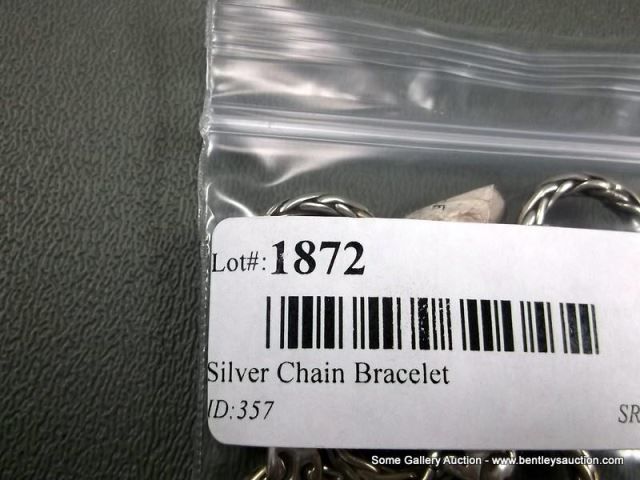 Lot#:1872
Silver Chain Bracelet
ID:357
SR
Some Gallery Auction - www.bentleysauction.com